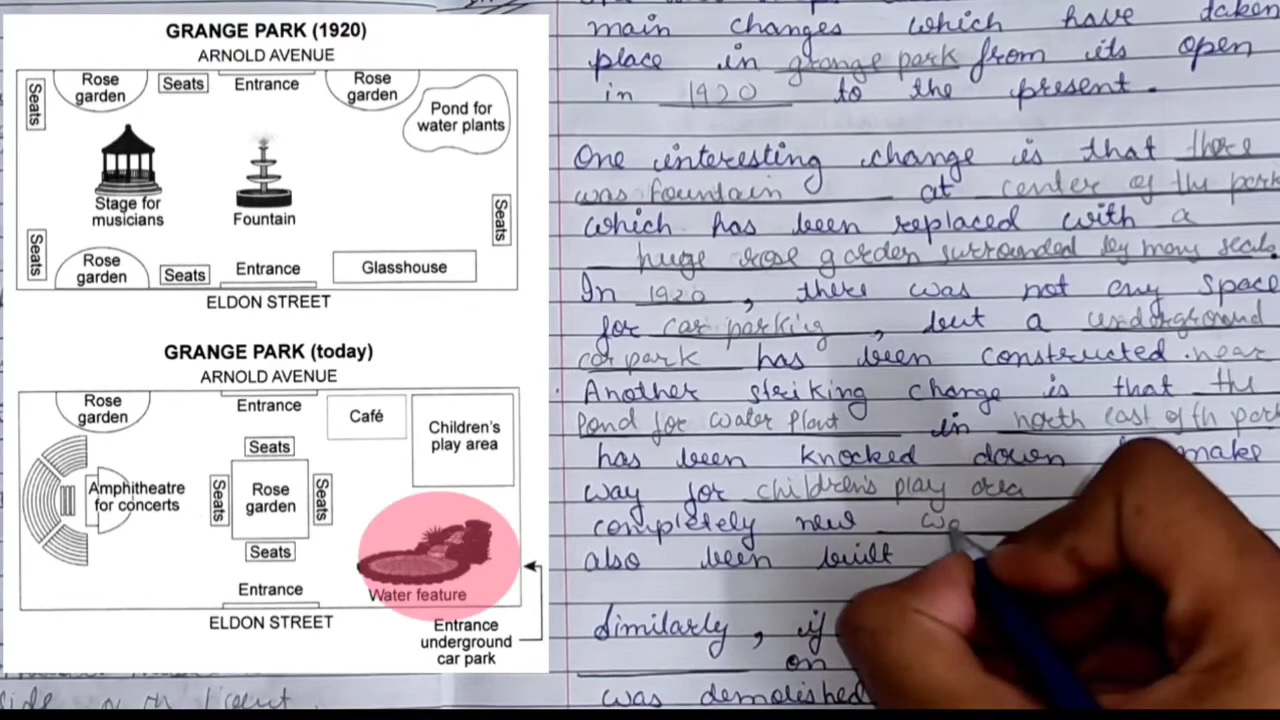 GRANGE PARK (1920)
ARNOLD AVENUE
Rose
garden
Seats
Entrance
Rose
garden
Seats
Pond for
water plants
Stage for
musicians
Fountain
Seats
Seats
Rose
garden
Seats
Entrance
Glasshouse
ELDON STREET
GRANGE PARK (today)
ARNOLD AVENUE
Rose
garden
Entrance
Café
Children's
play area
Seats
Amphitheatre
for concerts
Seats
Rose
garden
Seats
Seats
Water feature
Entrance
ELDON STREET
Entrance
underground
car park
main changes which have taken
place in grange park from its open
in 1920 to the present.
One interesting change is that there
was fountain at center of the park
which has been replaced with a
huge rose garden surrounded by many seats.
In 1920, there was not any space
for car parking, but a underground
car park has been constructed. near
Another striking change is that the
Pond for water plant in north east of th park
has been knocked down make
way for children's play area
completely new
also been built
Similarly, if
on
was demolished